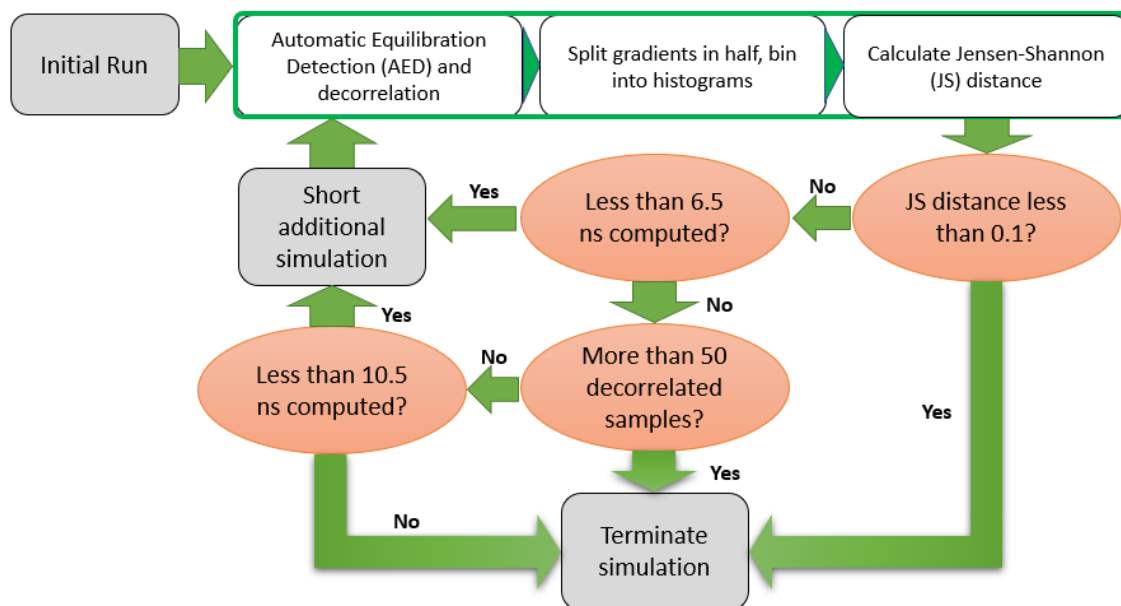 Initial Run
Automatic Equilibration
Detection (AED) and
decorrelation
Split gradients in half, bin
into histograms
Calculate Jensen-Shannon
(JS) distance
Short
additional
simulation
Yes
Less than 6.5
ns computed?
No
JS distance less
than 0.1?
Yes
No
Less than 10.5
ns computed?
No
More than 50
decorrelated
samples?
Yes
Yes
No
Terminate
simulation